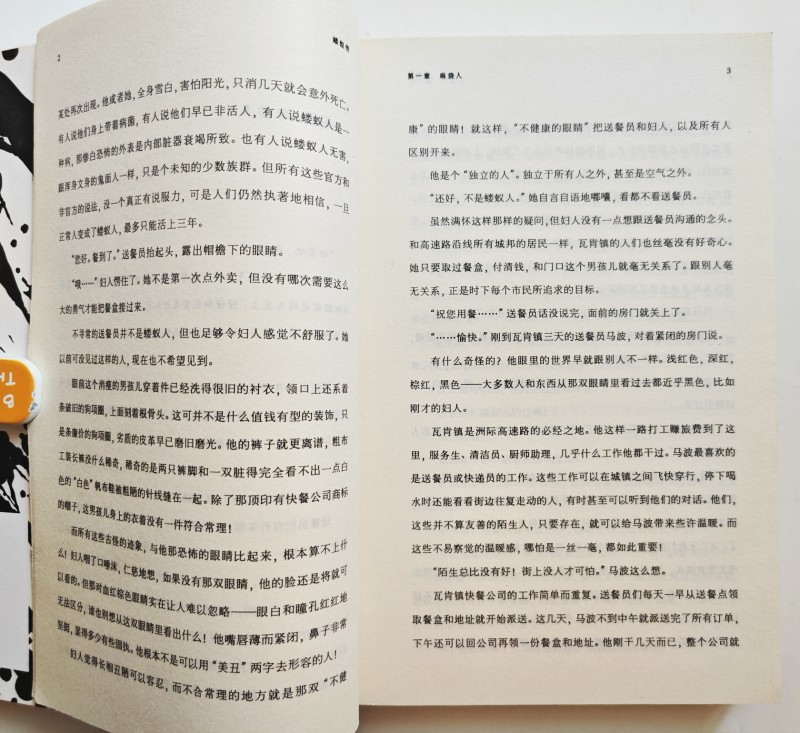 2
某处再次出现。他或者她，全身雪白，害怕阳光，只消几天就会意外死亡。
有人说他们身上带着病菌，有人说他们早已非活人，有人说蝼蚁人是一
种病，那惨白恐怖的外表是内部脏器衰竭所致。也有人说蝼蚁人无害，
跟浑身文身的鬼面人一样，只是个未知的少数族群。但所有这些官方和
非官方的说法，没一个真正有说服力，可是人们仍然执著地相信，一旦
正常人变成了蝼蚁人，最多只能活上三年。
“您好。餐到了。”送餐员抬起头，露出帽檐下的眼睛。
“哦……”妇人愣住了。她不是第一次点外卖，但没有哪次需要这么
大的勇气才能把餐盒接过来。
不寻常的送餐员并不是蝼蚁人，但也足够令妇人感觉不舒服了。她
以前可没见过这样的人，现在也不希望见到。
眼前这个消瘦的男孩儿穿着件已经洗得很旧的衬衣，领口上还系着
条破旧的狗项圈，上面刻着根骨头。这可并不是什么值钱有型的装饰，只
是条廉价的狗项圈，劣质的皮革早已磨旧磨光。他的裤子就更离谱，粗布
工装长裤没什么稀奇，稀奇的是两只裤脚和一双脏得完全看不出一点白
色的“白色”帆布鞋被粗陋的针线缝在一起。除了那顶印有快餐公司商标
的帽子，这男孩儿身上的衣着没有一件符合常理！
而所有这些古怪的迹象，与他那恐怖的眼睛比起来，根本算不上什
么！妇人咽了口唾沫，仁慈地想，如果没有那双眼睛，他的脸还是将就可
以看的。但那对血红棕色眼睛实在让人难以忽略——眼白和瞳孔红红地
无法区分，谁也别想从这双眼睛里看出什么！他嘴唇薄而紧闭，鼻子非常
坚挺，显得多少有些固执。他根本不是可以用“美丑”两字去形容的人！
妇人觉得长相丑陋可以容忍，而不合常理的地方就是那双“不健
第一章 麻袋人
3
康”的眼睛！就这样，“不健康的眼睛”把送餐员和妇人，以及所有人
区别开来。
他是个“独立的人”。独立于所有人之外，甚至是空气之外。
“还好，不是蝼蚁人。”她自言自语地嘟囔，看都不看送餐员。
虽然满怀这样那样的疑问，但妇人没有一点想跟送餐员沟通的念头。
和高速路沿线所有城邦的居民一样，瓦肯镇的人们也丝毫没有好奇心。
她只要取过餐盒，付清钱，和门口这个男孩儿就毫无关系了。跟别人毫
无关系，正是时下每个市民所追求的目标。
“祝您用餐……”送餐员话没说完，面前的房门就关上了。
“……愉快。”刚到瓦肯镇三天的送餐员马波，对着紧闭的房门说。
有什么奇怪的？他眼里的世界早就跟别人不一样。浅红色，深红，
棕红，黑色——大多数人和东西从那双眼睛里看过去都近乎黑色，比如
刚才的妇人。
瓦肯镇是洲际高速路的必经之地。他这样一路打工赚旅费到了这
里，服务生、清洁员、厨师助理，几乎什么工作他都干过。马波最喜欢的
是送餐员或快递员的工作。这些工作可以在城镇之间飞快穿行，停下喝
水时还能看看街边往复走动的人，有时甚至可以听到他们的对话。他们，
这些并不算友善的陌生人，只要存在，就可以给马波带来些许温暖。而
这些不易察觉的温暖感，哪怕是一丝一毫，都如此重要！
“陌生总比没有好！街上没人才可怕。”马波这么想。
瓦肯镇快餐公司的工作简单而重复。送餐员们每天一早从送餐点领
取餐盒和地址就开始派送。这几天，马波不到中午就派送完了所有订单，
下午还可以回公司再领一份餐盒和地址。他刚干几天而已，整个公司就